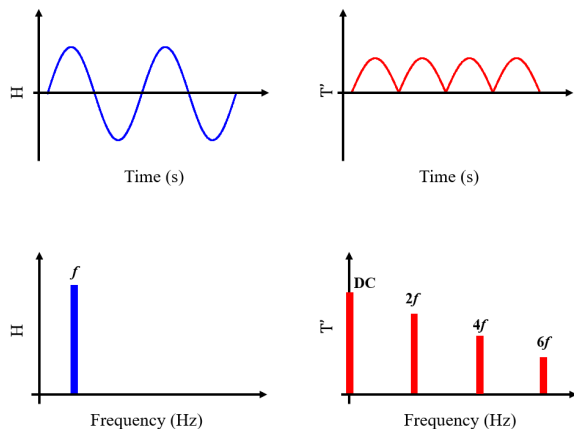 H
Time (s)
T'
Time (s)
H
f
Frequency (Hz)
T'
DC
2f
4f
6f
Frequency (Hz)